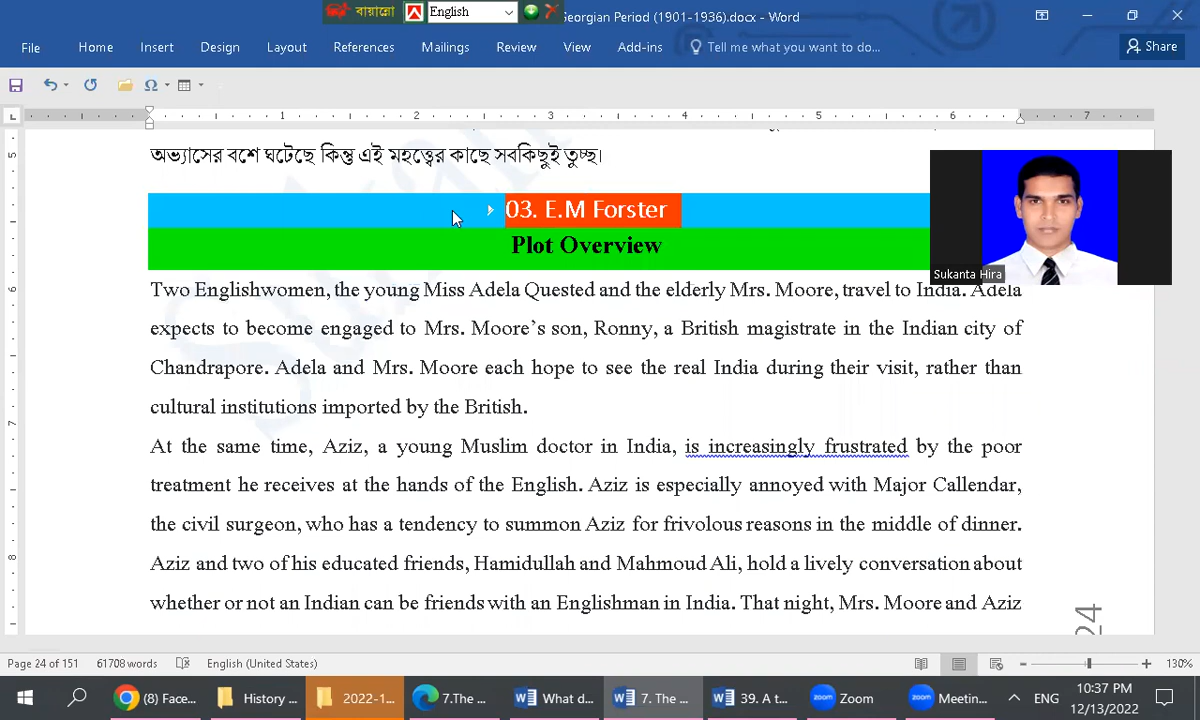 বায়ান্নো English Georgian Period (1901-1936).docx - Word
File Home Insert Design Layout References Mailings Review View Add-ins Tell me what you want to do... Share
1 2 3 4 5 6 7
অভ্যাসের বশে ঘটেছে কিন্তু এই মহত্ত্বের কাছে সবকিছুই তুচ্ছ।
03. E.M Forster
Plot Overview
Sukanta Hira
Two Englishwomen, the young Miss Adela Quested and the elderly Mrs. Moore, travel to India. Adela
expects to become engaged to Mrs. Moore’s son, Ronny, a British magistrate in the Indian city of
Chandrapore. Adela and Mrs. Moore each hope to see the real India during their visit, rather than
cultural institutions imported by the British.
At the same time, Aziz, a young Muslim doctor in India, is increasingly frustrated by the poor
treatment he receives at the hands of the English. Aziz is especially annoyed with Major Callendar,
the civil surgeon, who has a tendency to summon Aziz for frivolous reasons in the middle of dinner.
Aziz and two of his educated friends, Hamidullah and Mahmoud Ali, hold a lively conversation about
whether or not an Indian can be friends with an Englishman in India. That night, Mrs. Moore and Aziz
24
Page 24 of 151 61708 words English (United States) 130%
(8) Face... History ... 2022-1... 7.The ... What d... 7. The ... 39. A t... Zoom Meetin... ENG 10:37 PM
12/13/2022